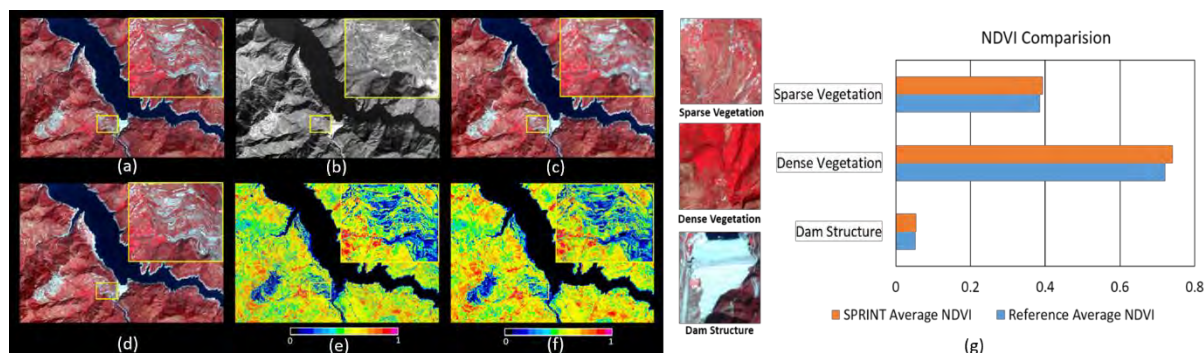 (a)
(b)
(c)
(d)
0
1
(e)
0
1
(f)
Sparse Vegetation
Dense Vegetation
Dam Structure
NDVI Comparision
Sparse Vegetation
Dense Vegetation
Dam Structure
0 0.2 0.4 0.6 0.8
SPRINT Average NDVI Reference Average NDVI
(g)